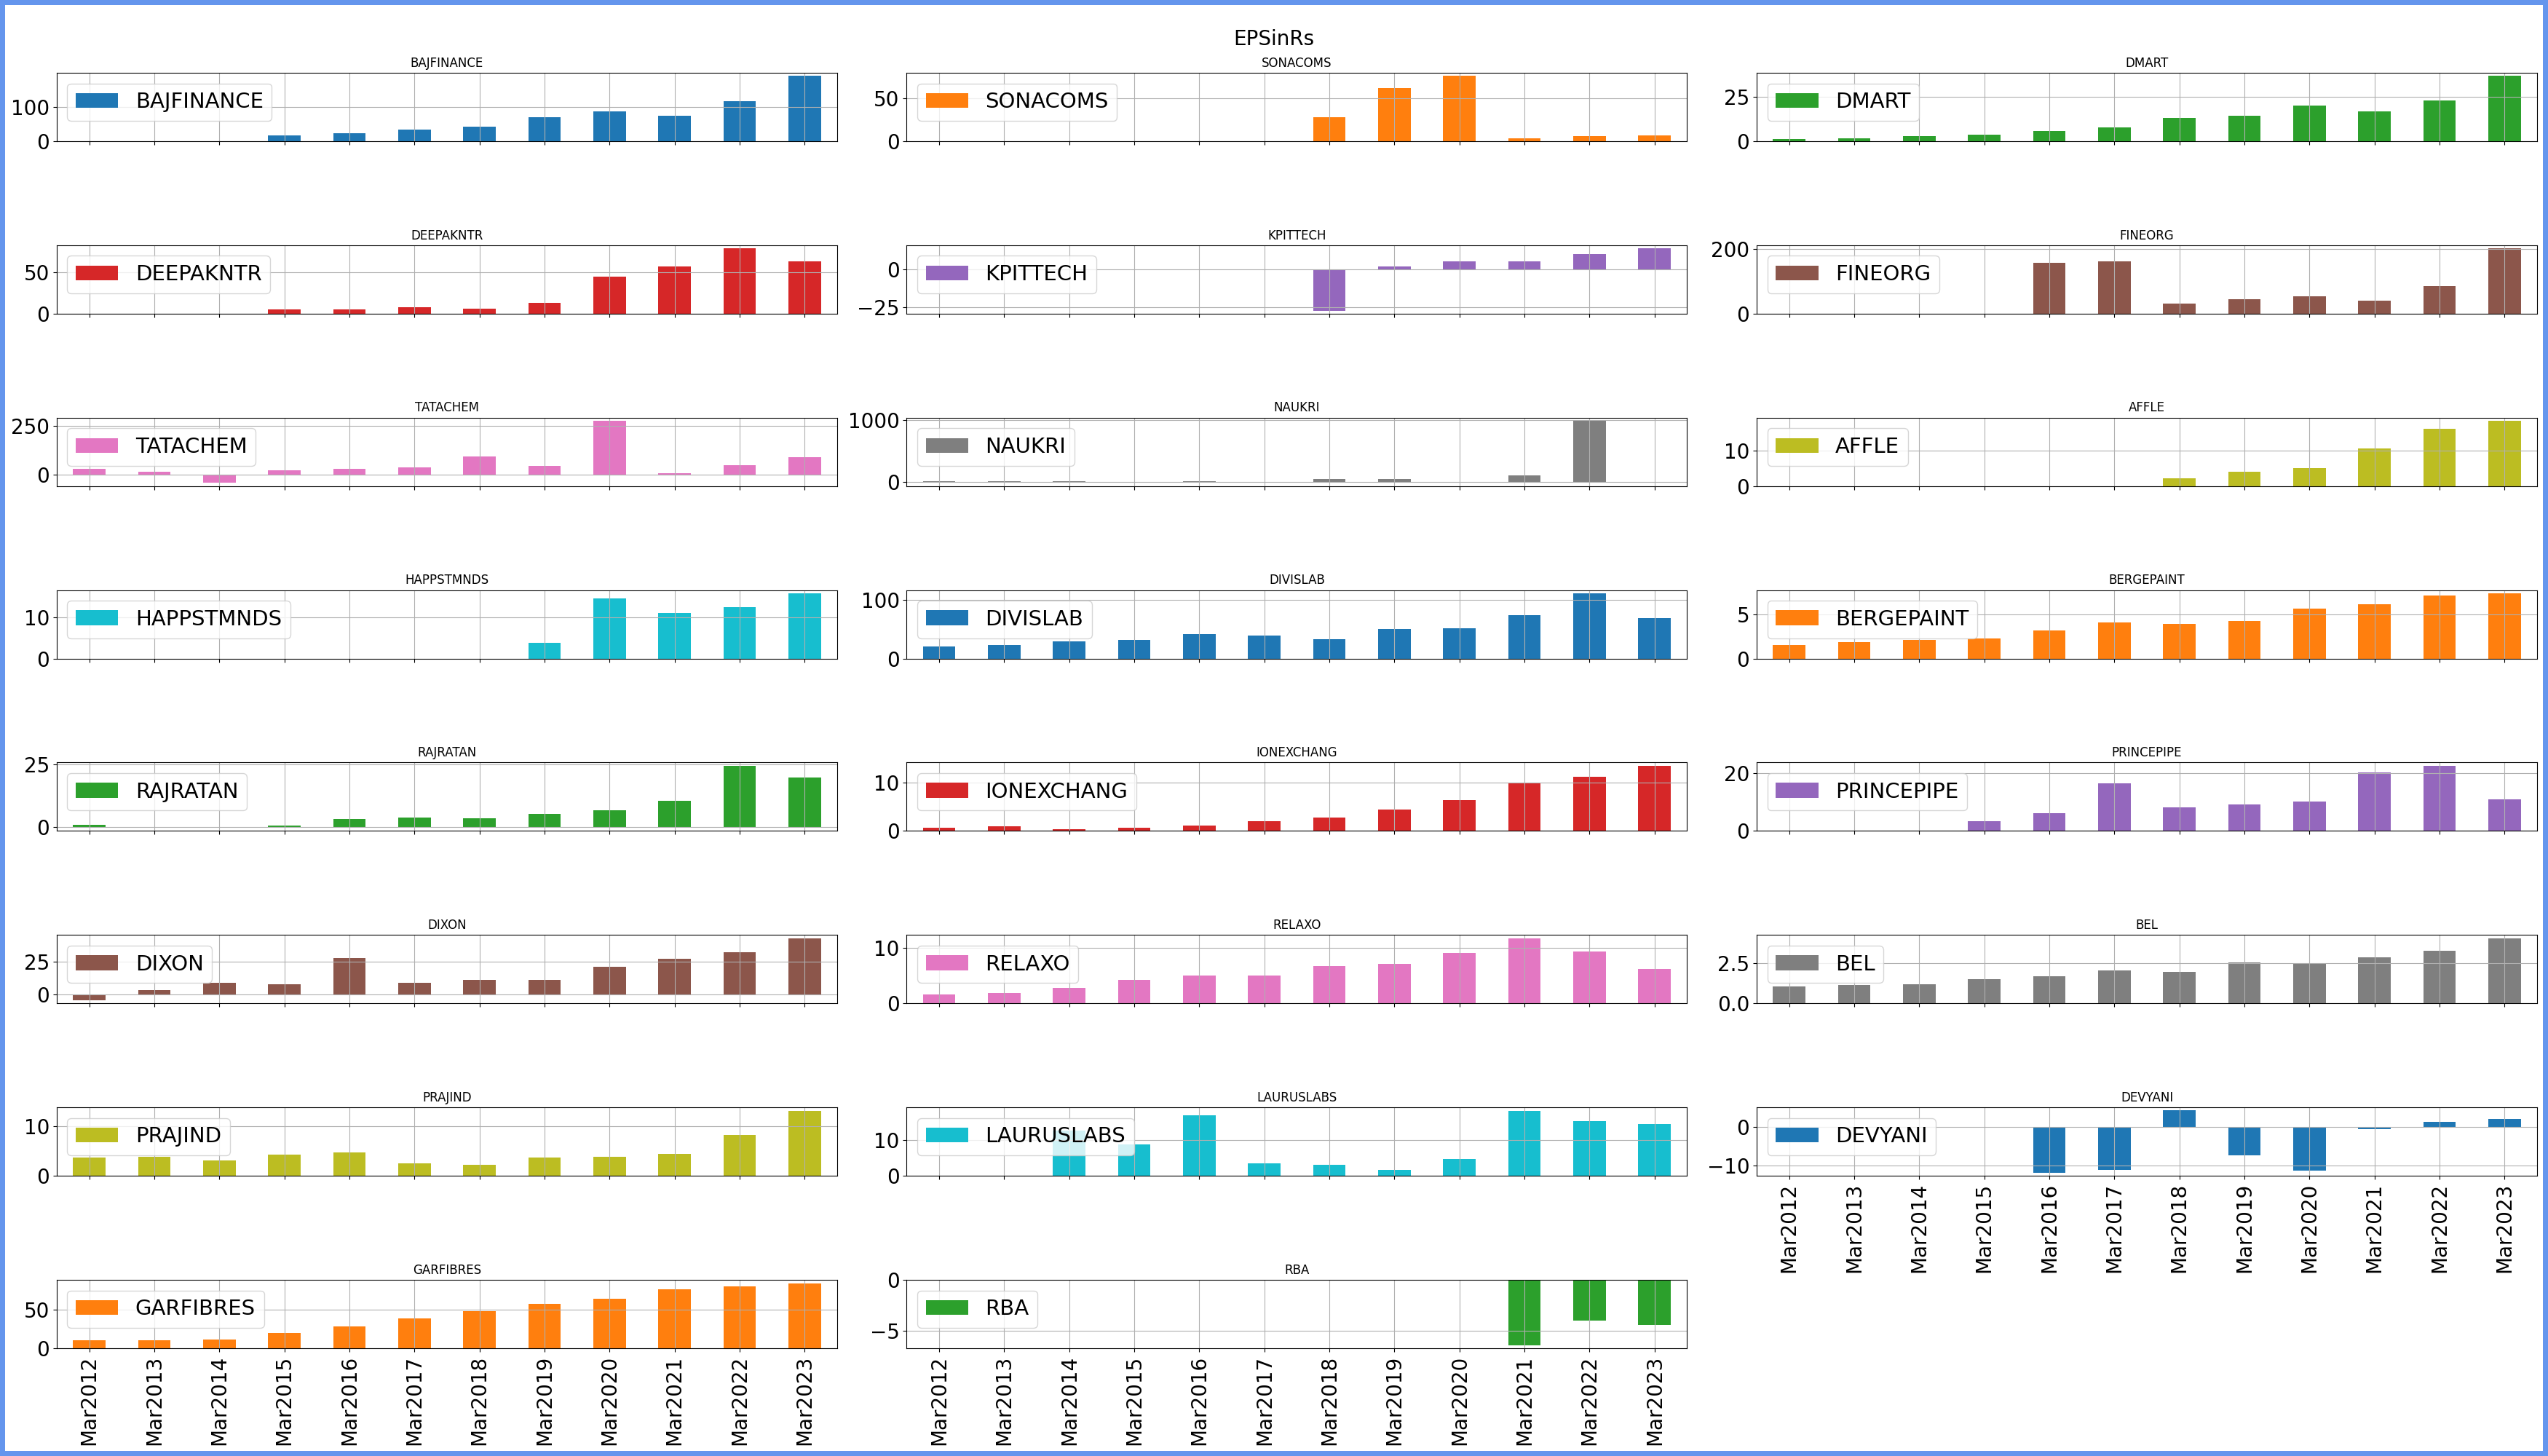 EPSinRs
BAJFINANCE
100
0
BAJFINANCE
SONACOMS
50
0
SONACOMS
DMART
25
0
DMART
DEEPAKNTR
50
0
DEEPAKNTR
KPITTECH
0
−25
KPITTECH
FINEORG
200
0
FINEORG
TATACHEM
250
0
TATACHEM
NAUKRI
1000
0
NAUKRI
AFFLE
10
0
AFFLE
HAPPSTMNDS
10
0
HAPPSTMNDS
DIVISLAB
100
0
DIVISLAB
BERGEPAINT
5
0
BERGEPAINT
RAJRATAN
25
0
RAJRATAN
IONEXCHANG
10
0
IONEXCHANG
PRINCEPIPE
20
0
PRINCEPIPE
DIXON
25
0
DIXON
RELAXO
10
0
RELAXO
BEL
2.5
0.0
BEL
PRAJIND
10
0
PRAJIND
LAURUSLABS
10
0
LAURUSLABS
DEVYANI
0
−10
DEVYANI
Mar2012
Mar2013
Mar2014
Mar2015
Mar2016
Mar2017
Mar2018
Mar2019
Mar2020
Mar2021
Mar2022
Mar2023
GARFIBRES
50
0
GARFIBRES
Mar2012
Mar2013
Mar2014
Mar2015
Mar2016
Mar2017
Mar2018
Mar2019
Mar2020
Mar2021
Mar2022
Mar2023
RBA
0
−5
RBA
Mar2012
Mar2013
Mar2014
Mar2015
Mar2016
Mar2017
Mar2018
Mar2019
Mar2020
Mar2021
Mar2022
Mar2023